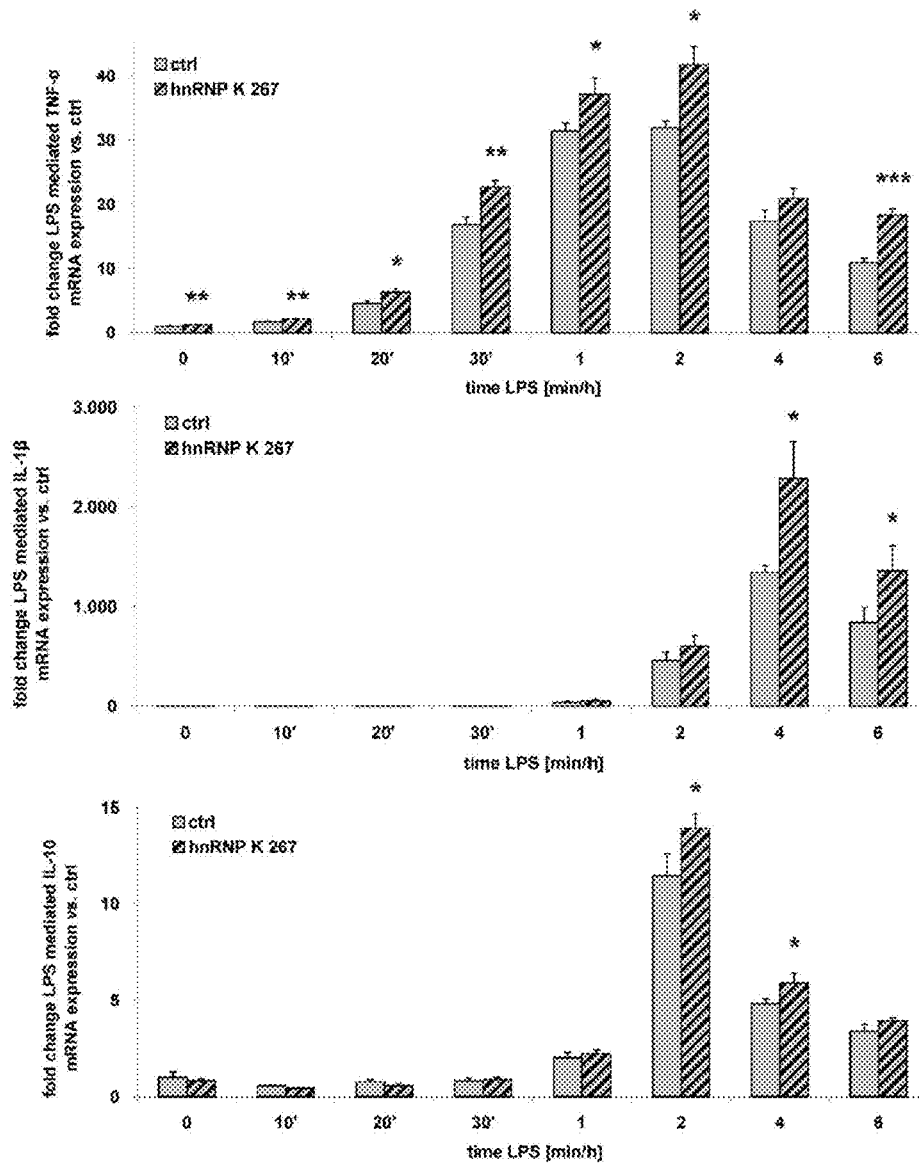 fold change LPS mediated TNF-α
mRNA expression vs. ctrl
40
30
20
10
0
ctrl
hnRNP K 267
** ** * ** * * ***
0 10' 20' 30' 1 2 4 6
time LPS [min/h]
fold change LPS mediated IL-1β
mRNA expression vs. ctrl
3.000
2.000
1.000
0
ctrl
hnRNP K 267
* *
0 10' 20' 30' 1 2 4 6
time LPS [min/h]
fold change LPS mediated IL-10
mRNA expression vs. ctrl
15
10
5
0
ctrl
hnRNP K 267
* *
0 10' 20' 30' 1 2 4 6
time LPS [min/h]